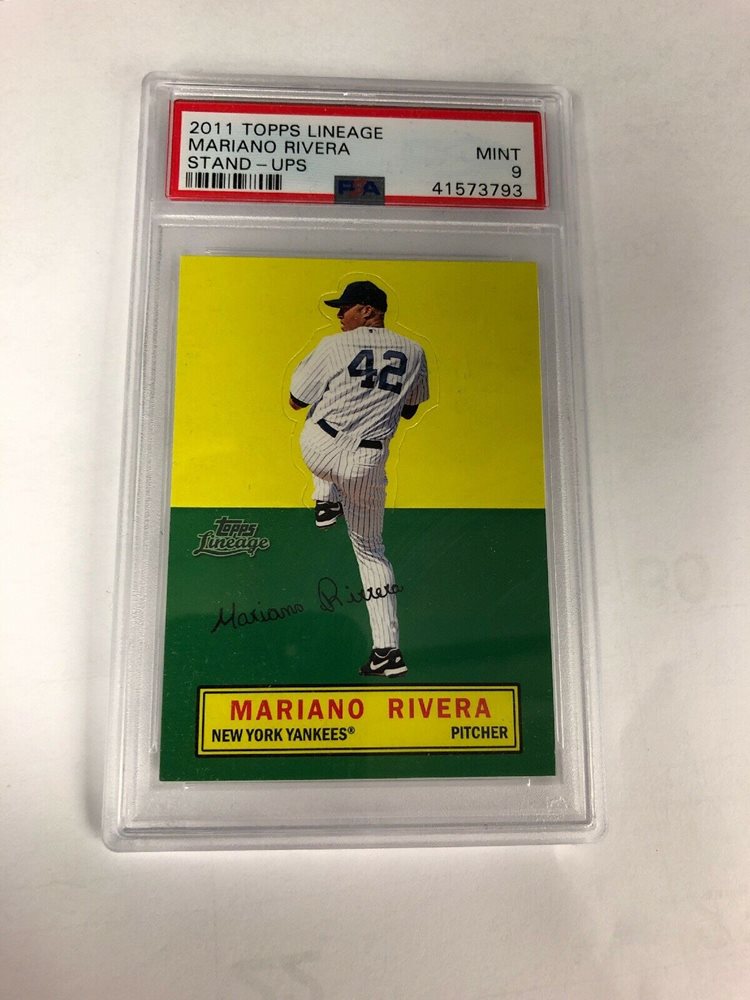 2011 TOPPS LINEAGE
MARIANO RIVERA
STAND-UPS
MINT
9
PSA
41573793
42
topps
Lineage
Mariano Rivera
MARIANO RIVERA
NEW YORK YANKEES® PITCHER